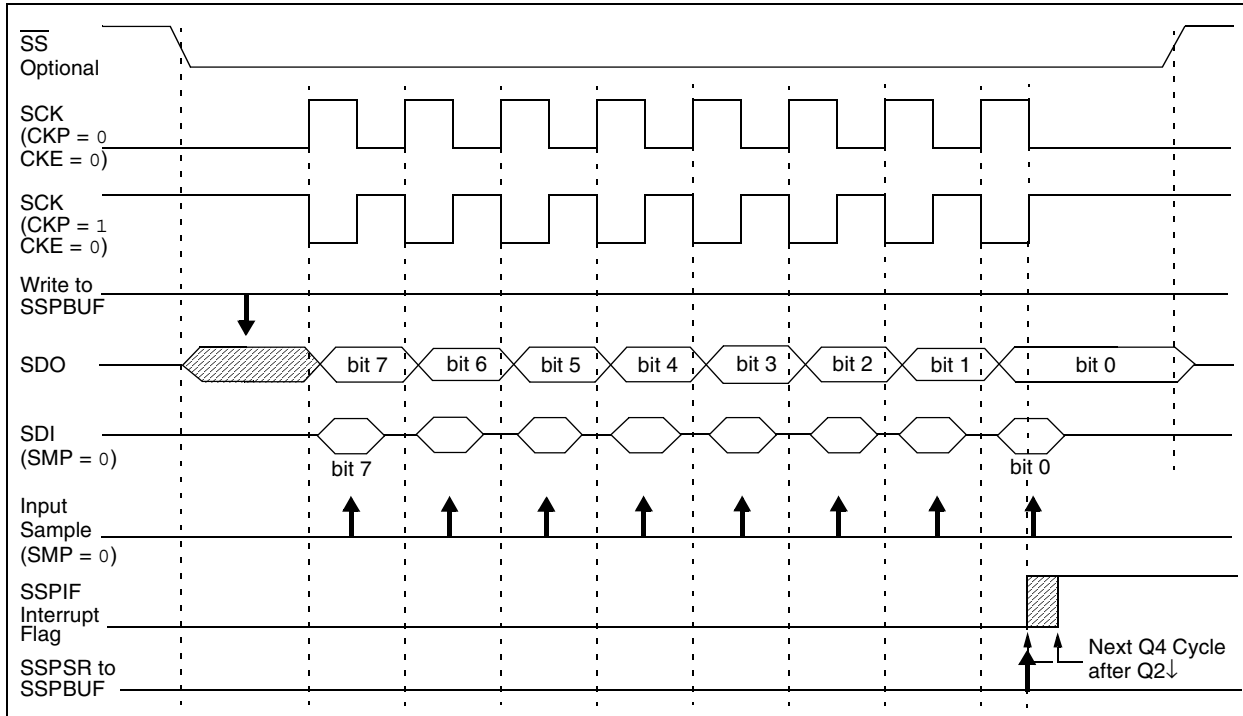 SS
Optional
SCK
(CKP = 0
CKE = 0)
SCK
(CKP = 1
CKE = 0)
Write to
SSPBUF
SDO
bit 7
bit 6
bit 5
bit 4
bit 3
bit 2
bit 1
bit 0
SDI
(SMP = 0)
bit 7
bit 0
Input
Sample
(SMP = 0)
SSPIF
Interrupt
Flag
Next Q4 Cycle
after Q2↓
SSPSR to
SSPBUF